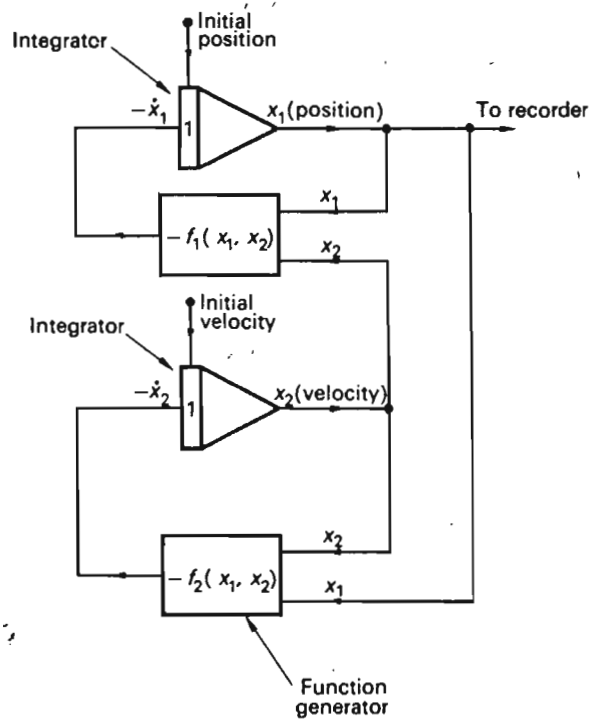 Initial
position
Integrator
-ẋ₁
1
x₁(position)
To recorder
x₁
-f₁( x₁, x₂)
x₂
Initial
velocity
Integrator
-ẋ₂
1
x₂(velocity)
x₂
-f₂( x₁, x₂)
x₁
Function
generator